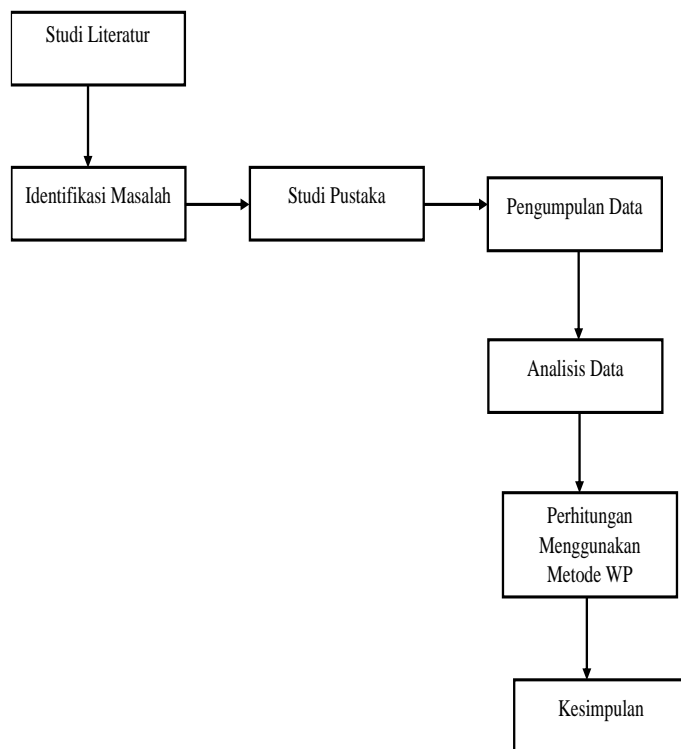 Studi Literatur
Identifikasi Masalah
Studi Pustaka
Pengumpulan Data
Analisis Data
Perhitungan
Menggunakan
Metode WP
Kesimpulan